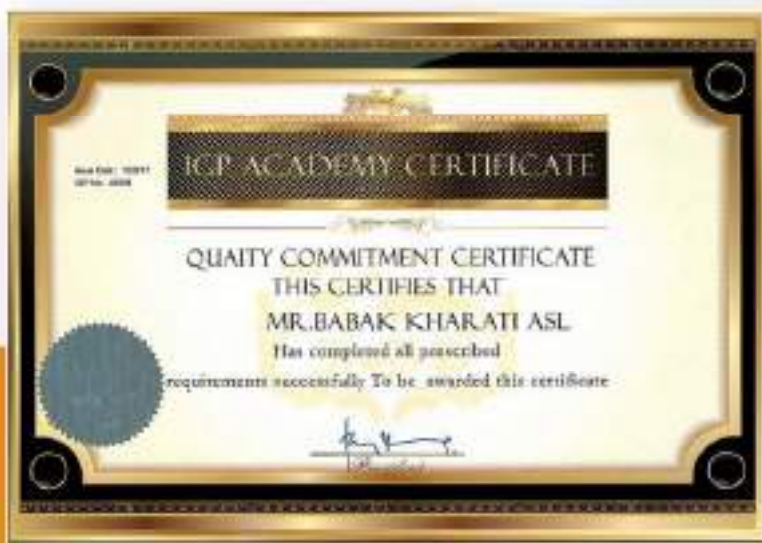 IGP ACADEMY CERTIFICATE
QUAITY COMMITMENT CERTIFICATE
THIS CERTIFIES THAT
MR.BABAK KHARATI ASL
Has completed all prescribed
requirements successfully To be awarded this certificate